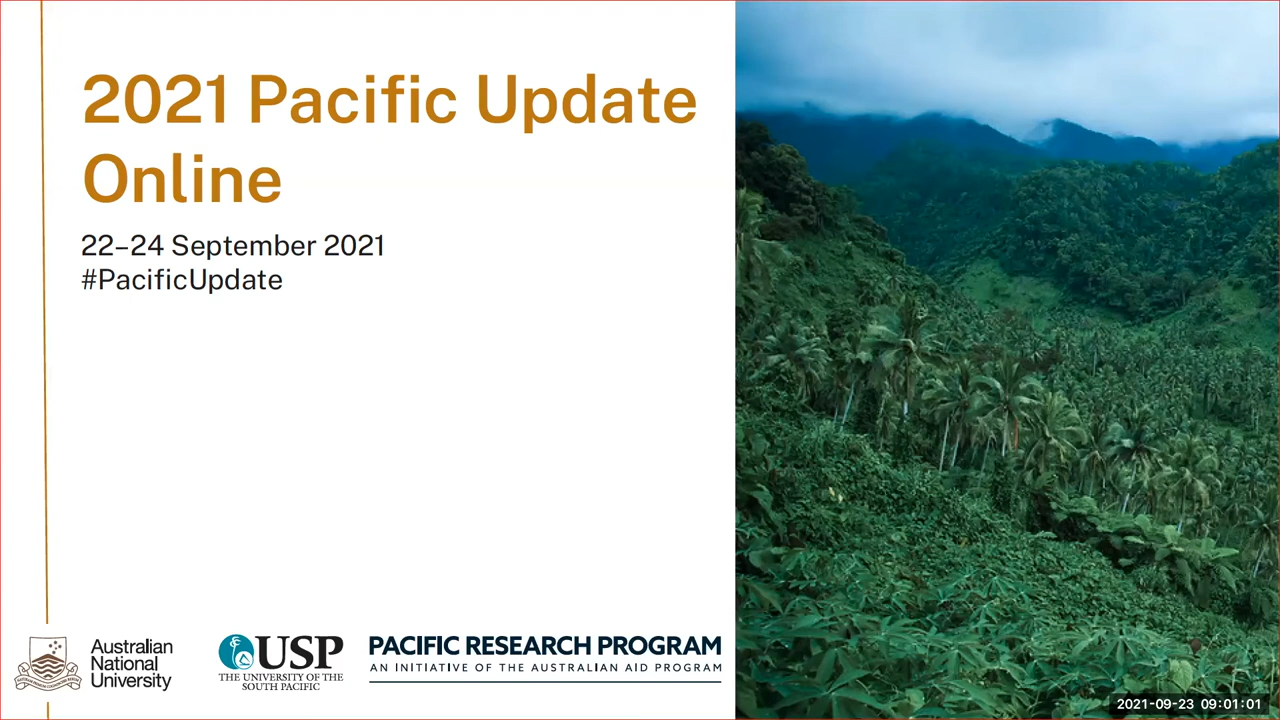 2021 Pacific Update
Online
22–24 September 2021
#PacificUpdate
Australian
National
University
USP
THE UNIVERSITY OF THE
SOUTH PACIFIC
PACIFIC RESEARCH PROGRAM
AN INITIATIVE OF THE AUSTRALIAN AID PROGRAM
2021-09-23 09:01:01